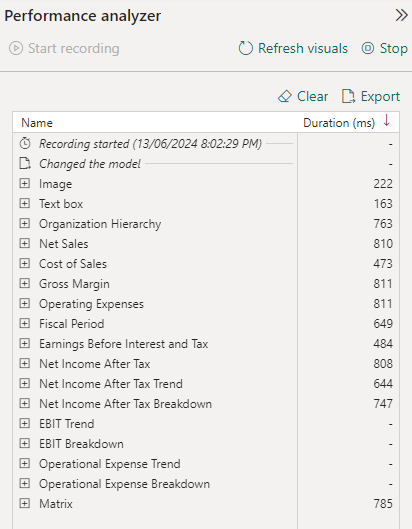 Performance analyzer
Start recording Refresh visuals Stop
Clear Export
Name Duration (ms)
Recording started (13/06/2024 8:02:29 PM) -
Changed the model -
Image 222
Text box 163
Organization Hierarchy 763
Net Sales 810
Cost of Sales 473
Gross Margin 811
Operating Expenses 811
Fiscal Period 649
Earnings Before Interest and Tax 484
Net Income After Tax 808
Net Income After Tax Trend 644
Net Income After Tax Breakdown 747
EBIT Trend -
EBIT Breakdown -
Operational Expense Trend -
Operational Expense Breakdown -
Matrix 785